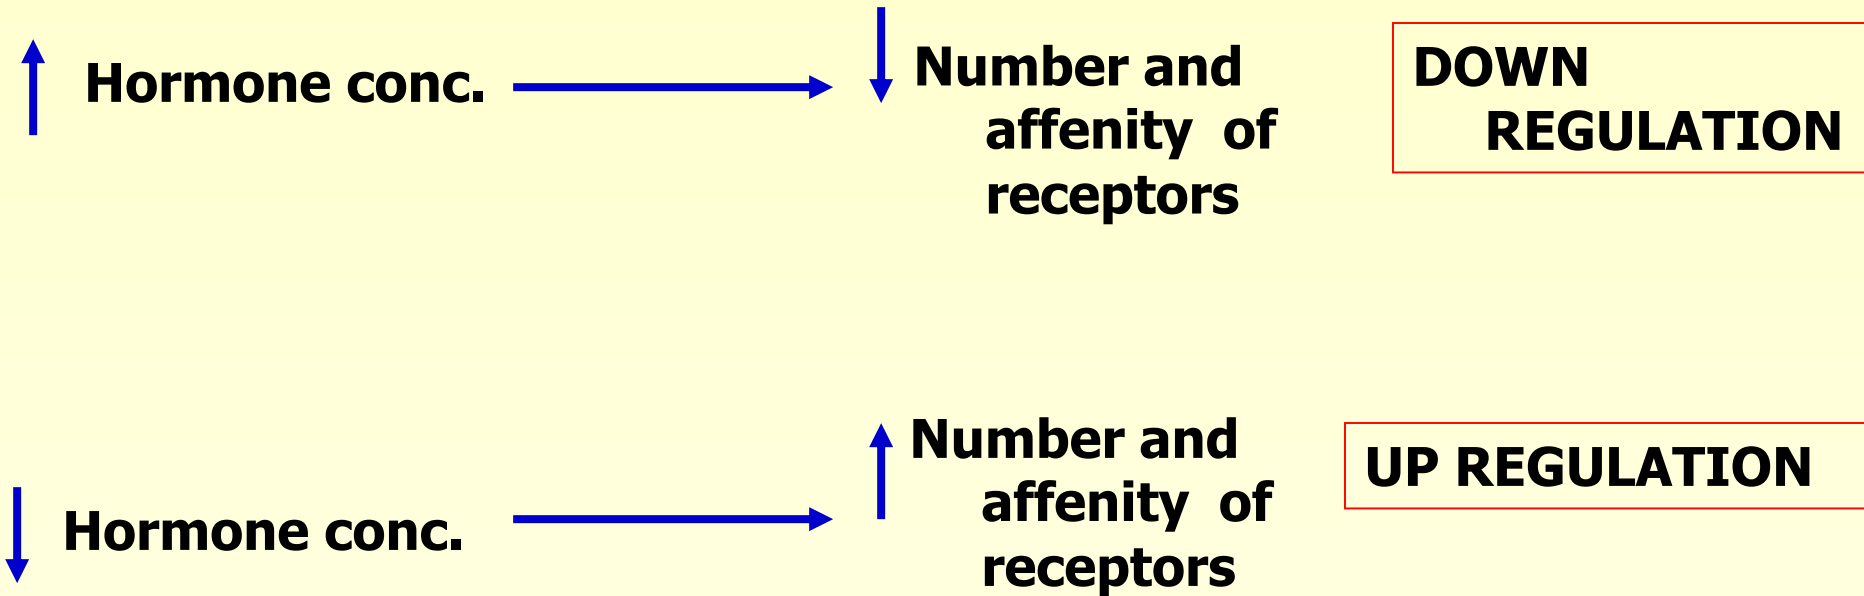 Hormone conc.
Number and
affenity of
receptors
DOWN
REGULATION
Hormone conc.
Number and
affenity of
receptors
UP REGULATION